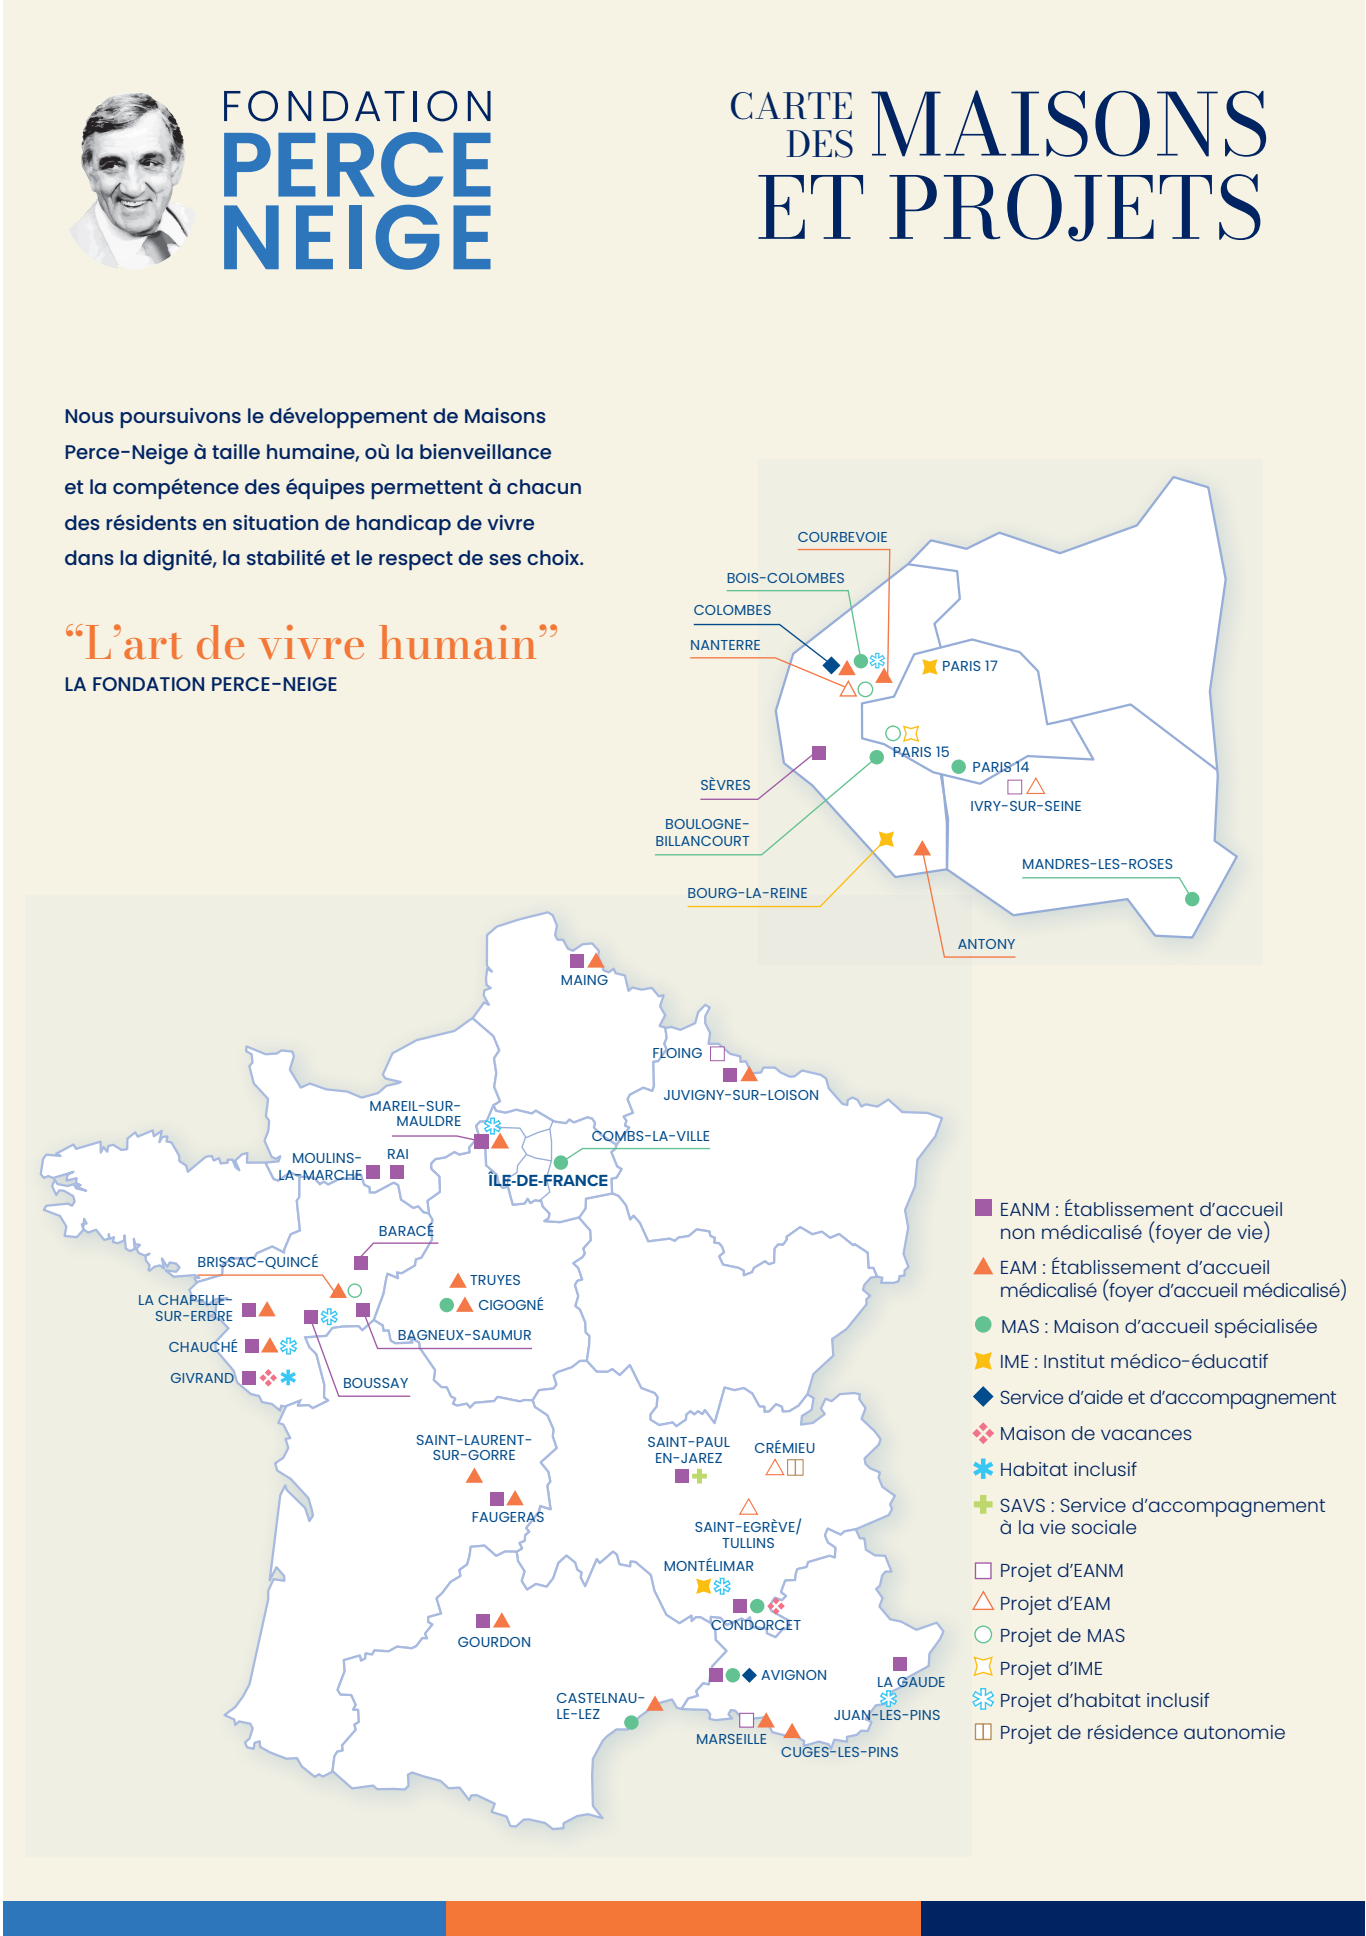 FONDATION
PERCE
NEIGE
CARTE
DES MAISONS
ET PROJETS
Nous poursuivons le développement de Maisons
Perce-Neige à taille humaine, où la bienveillance
et la compétence des équipes permettent à chacun
des résidents en situation de handicap de vivre
dans la dignité, la stabilité et le respect de ses choix.
“L’art de vivre humain”
LA FONDATION PERCE-NEIGE
COURBEVOIE
BOIS-COLOMBES
COLOMBES
NANTERRE
PARIS 17
PARIS 15
PARIS 14
SÈVRES
IVRY-SUR-SEINE
BOULOGNE-
BILLANCOURT
MANDRES-LES-ROSES
BOURG-LA-REINE
ANTONY
MAING
FLOING
JUVIGNY-SUR-LOISON
MAREIL-SUR-
MAULDRE
COMBS-LA-VILLE
MOULINS-
LA-MARCHE
RAI
ÎLE-DE-FRANCE
BARACÉ
BRISSAC-QUINCÉ
TRUYES
LA CHAPELLE-
SUR-ERDRE
CIGOGNÉ
BAGNEUX-SAUMUR
CHAUCHÉ
GIVRAND
BOUSSAY
SAINT-LAURENT-
SUR-GORRE
SAINT-PAUL
EN-JAREZ
CRÉMIEU
FAUGERAS
SAINT-EGRÈVE/
TULLINS
MONTÉLIMAR
CONDORCET
GOURDON
AVIGNON
LA GAUDE
CASTELNAU-
LE-LEZ
JUAN-LES-PINS
MARSEILLE
CUGES-LES-PINS
EANM : Établissement d’accueil
non médicalisé (foyer de vie)
EAM : Établissement d’accueil
médicalisé (foyer d’accueil médicalisé)
MAS : Maison d’accueil spécialisée
IME : Institut médico-éducatif
Service d’aide et d’accompagnement
Maison de vacances
Habitat inclusif
SAVS : Service d’accompagnement
à la vie sociale
Projet d’EANM
Projet d’EAM
Projet de MAS
Projet d’IME
Projet d’habitat inclusif
Projet de résidence autonomie